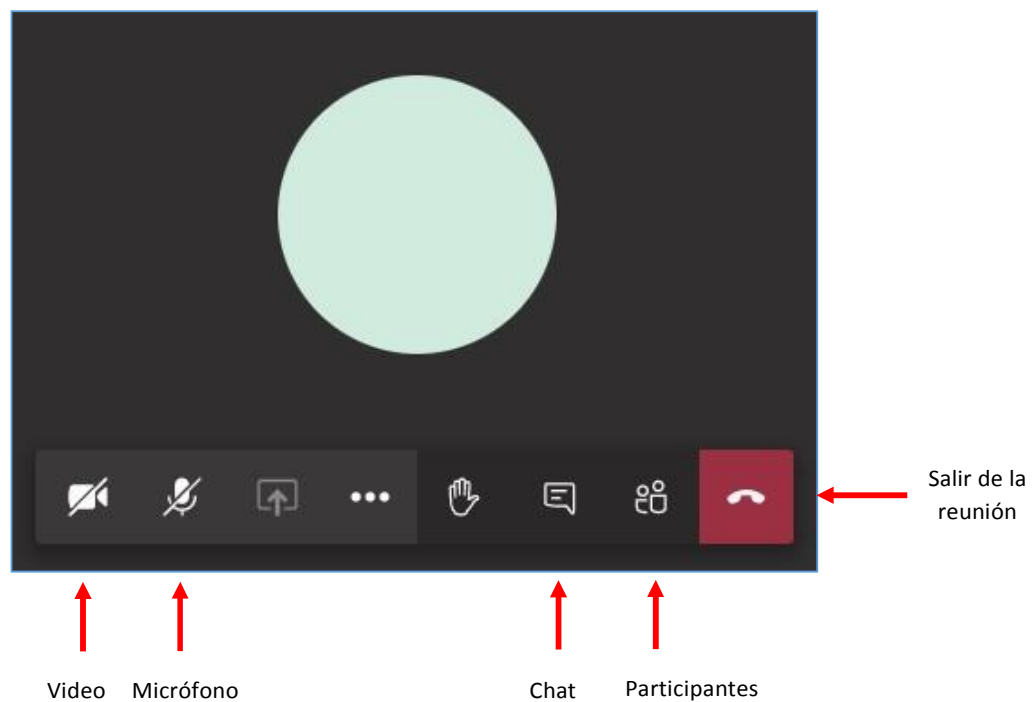 Salir de la
reunión
Video
Micrófono
Chat
Participantes